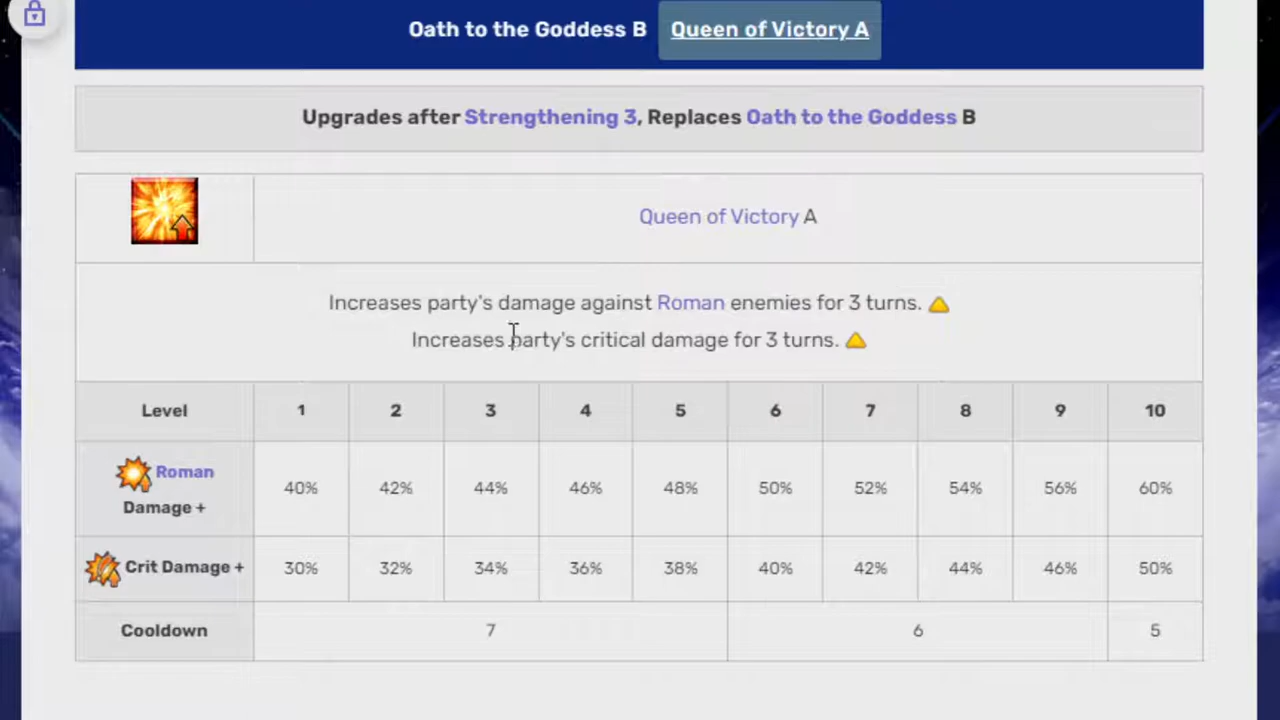 Oath to the Goddess B Queen of Victory A
Upgrades after Strengthening 3, Replaces Oath to the Goddess B
Queen of Victory A
Increases party's damage against Roman enemies for 3 turns.
Increases party's critical damage for 3 turns.
Level 1 2 3 4 5 6 7 8 9 10
Roman
Damage +
40% 42% 44% 46% 48% 50% 52% 54% 56% 60%
Crit Damage + 30% 32% 34% 36% 38% 40% 42% 44% 46% 50%
Cooldown 7 6 5